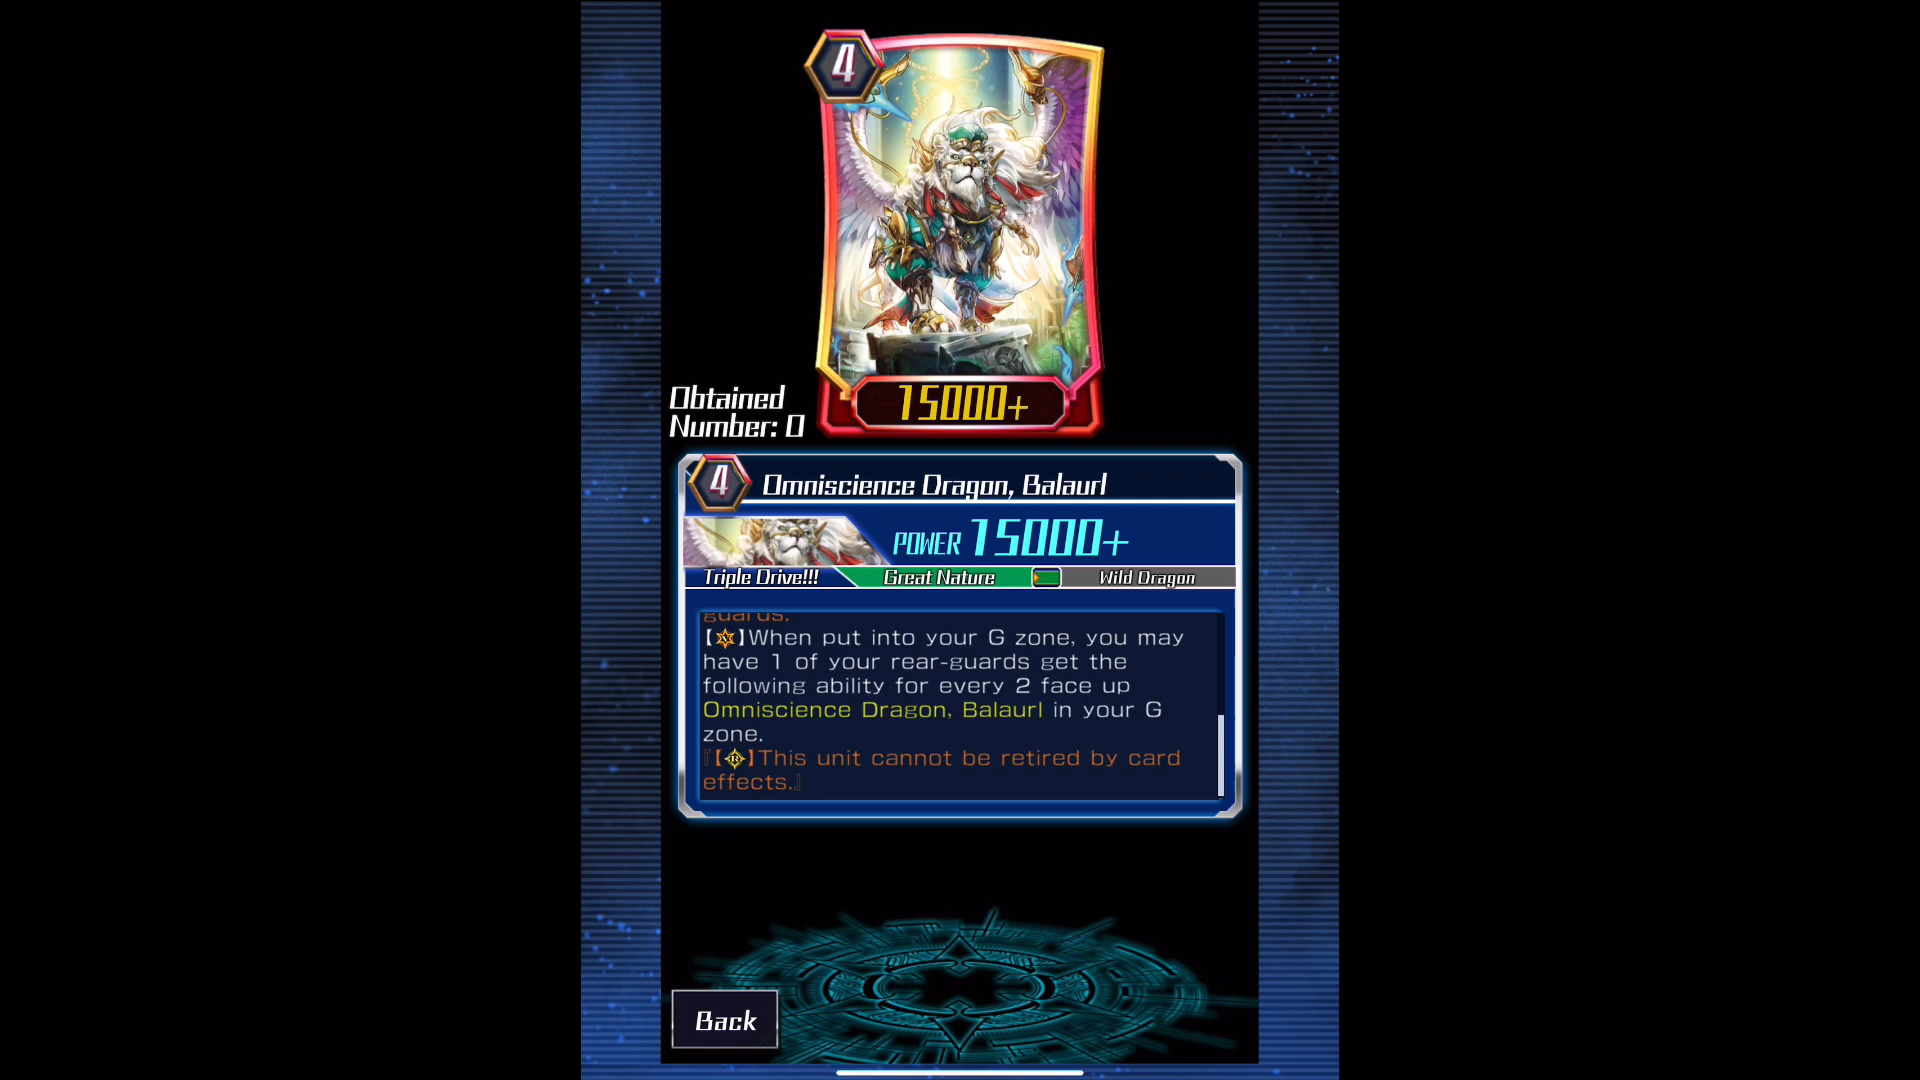 4
15000+
Obtained
Number: 0
4 Omniscience Dragon, Balaurl
POWER 15000+
Triple Drive!!! Great Nature Wild Dragon
guards.
【V】When put into your G zone, you may
have 1 of your rear-guards get the
following ability for every 2 face up
Omniscience Dragon, Balaurl in your G
zone.
『【R】This unit cannot be retired by card
effects.』
Back